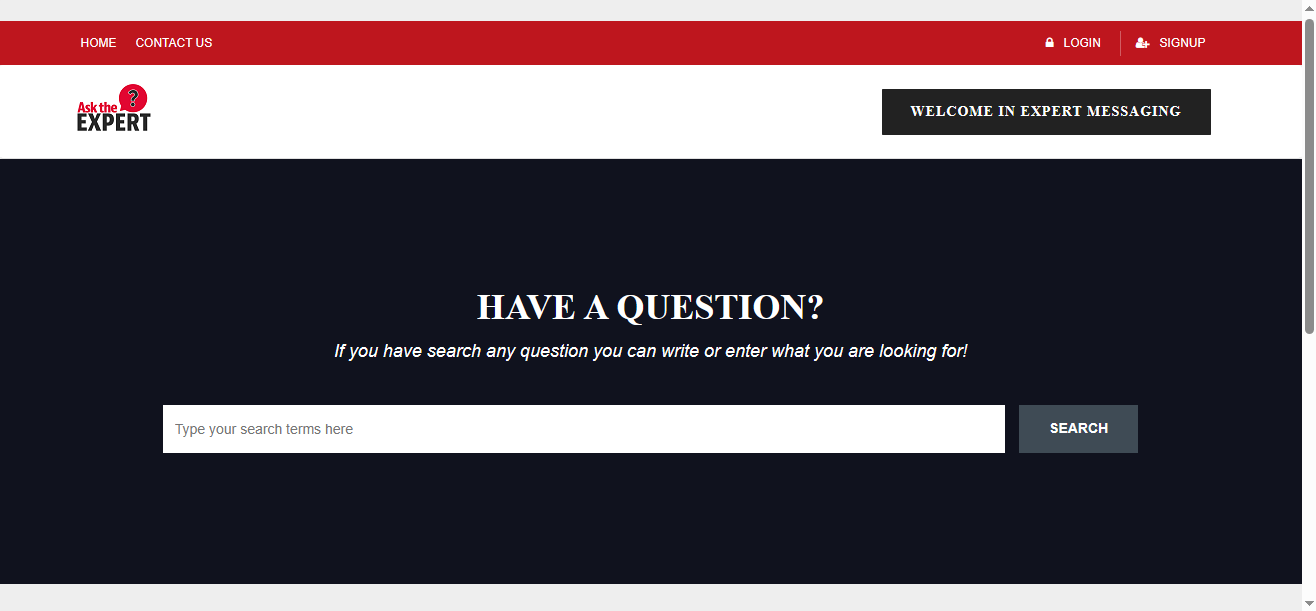 HOME CONTACT US LOGIN SIGNUP
Ask the ?
EXPERT
WELCOME IN EXPERT MESSAGING
HAVE A QUESTION?
If you have search any question you can write or enter what you are looking for!
Type your search terms here SEARCH